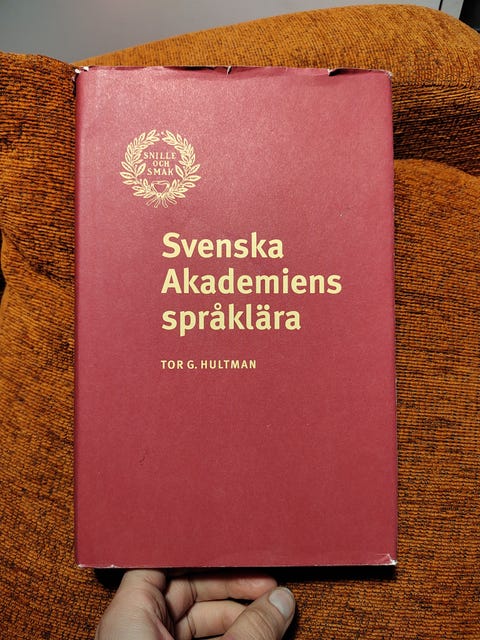 SNILLE
OCH
SMAK
Svenska
Akademiens
språklära
TOR G. HULTMAN